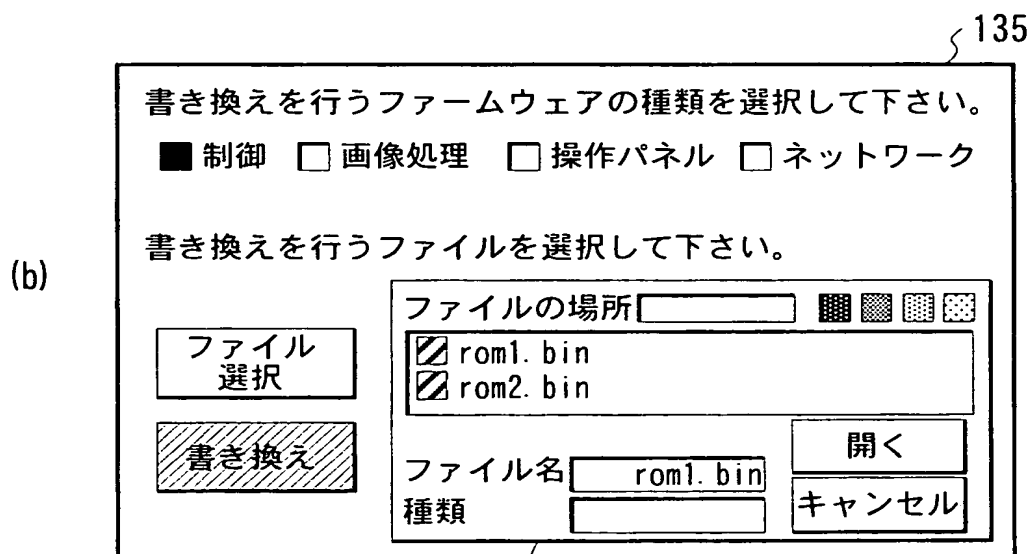 135
書き換えを行うファームウェアの種類を選択して下さい。
制御 画像処理 操作パネル ネットワーク
書き換えを行うファイルを選択して下さい。
(b)
ファイルの場所
ファイル
選択
rom1.bin
rom2.bin
書き換え
開く
ファイル名 rom1.bin
種類
キャンセル